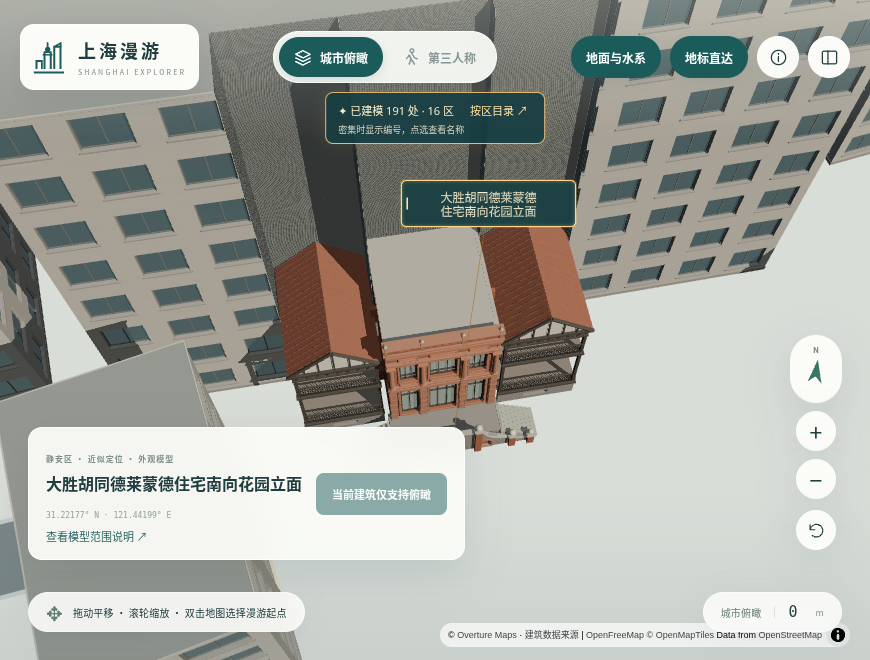 上海漫游
SHANGHAI EXPLORER
城市俯瞰
第三人称
地面与水系
地标直达
✦ 已建模 191 处 · 16 区 按区目录 ↗
密集时显示编号，点选查看名称
大胜胡同德莱蒙德
住宅南向花园立面
N
静安区 · 近似定位 · 外观模型
大胜胡同德莱蒙德住宅南向花园立面
当前建筑仅支持俯瞰
31.22177° N · 121.44199° E
查看模型范围说明 ↗
拖动平移 · 滚轮缩放 · 双击地图选择漫游起点
城市俯瞰 0 m
© Overture Maps · 建筑数据来源 | OpenFreeMap © OpenMapTiles Data from OpenStreetMap